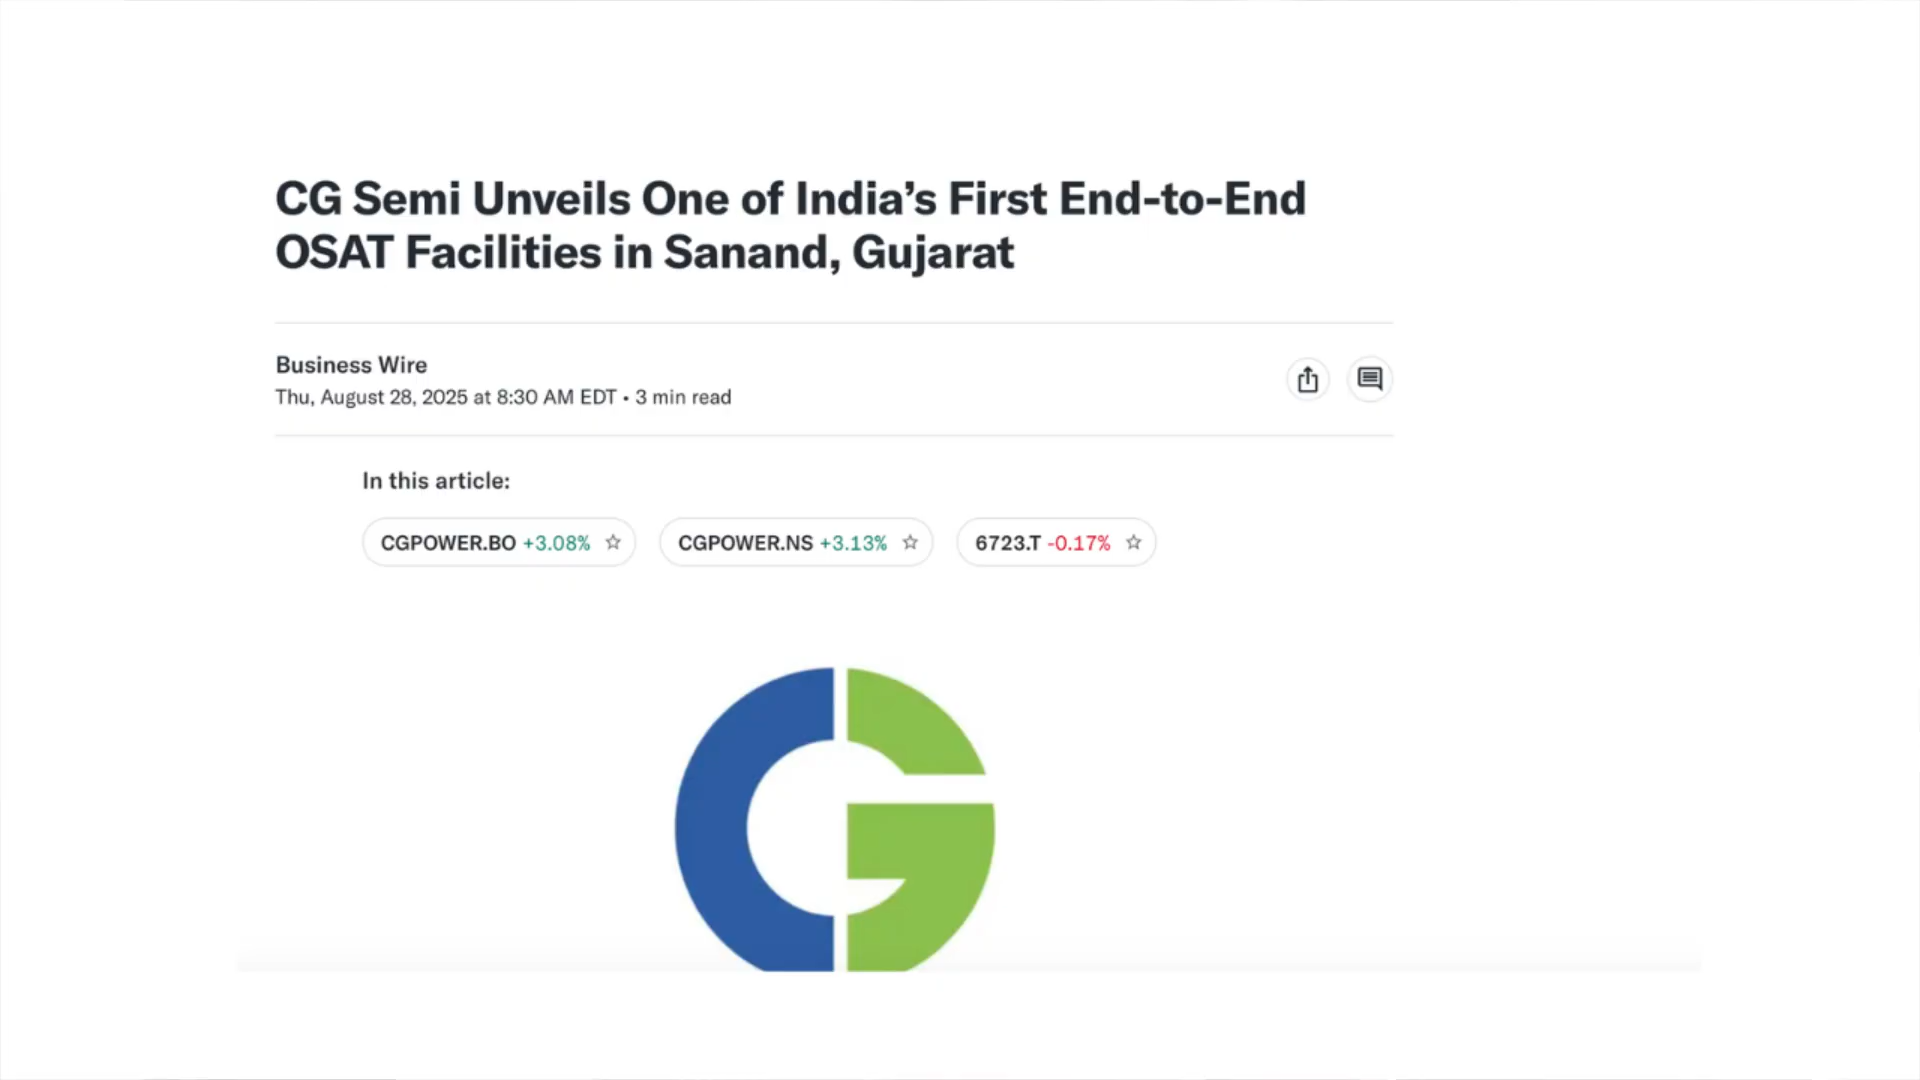 CG Semi Unveils One of India’s First End-to-End
OSAT Facilities in Sanand, Gujarat
Business Wire
Thu, August 28, 2025 at 8:30 AM EDT • 3 min read
In this article:
CGPOWER.BO +3.08% ☆ CGPOWER.NS +3.13% ☆ 6723.T -0.17% ☆
CG